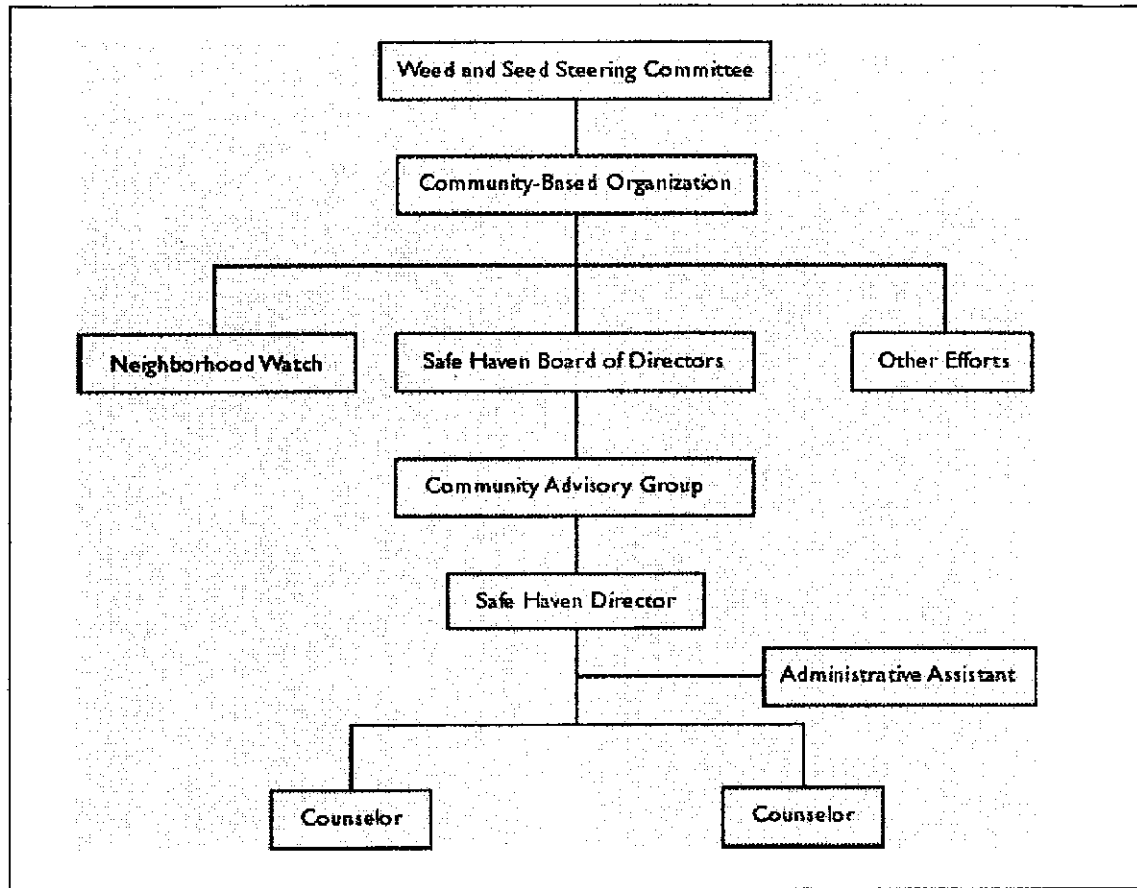 Weed and Seed Steering Committee
Community-Based Organization
Neighborhood Watch
Safe Haven Board of Directors
Other Efforts
Community Advisory Group
Safe Haven Director
Administrative Assistant
Counselor
Counselor